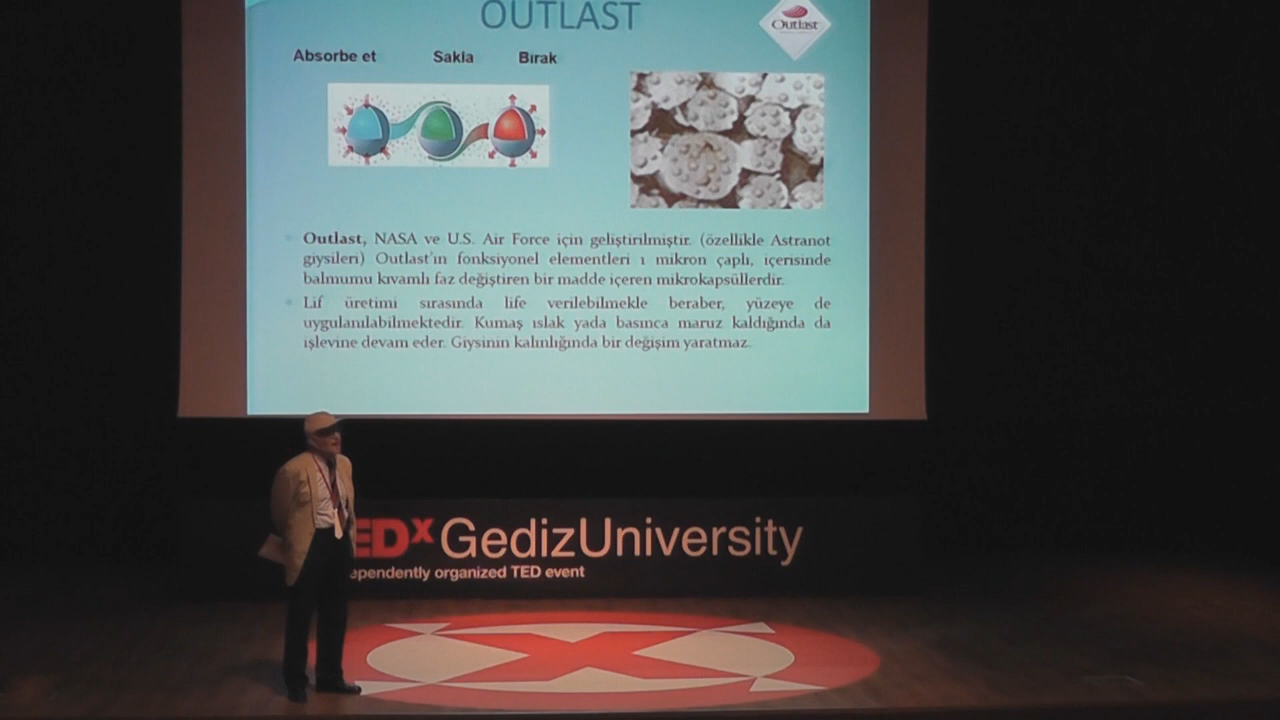 OUTLAST
Outlast
Absorbe et Sakla Bırak
Outlast, NASA ve U.S. Air Force için geliştirilmiştir. (özellikle Astranot
giysileri) Outlast'ın fonksiyonel elementleri 1 mikron çaplı, içerisinde
balmumu kıvamlı faz değiştiren bir madde içeren mikrokapsüllerdir.
Lif üretimi sırasında life verilebilmekle beraber, yüzeye de
uygulanılabilmektedir. Kumaş ıslak yada basınca maruz kaldığında da
işlevine devam eder. Giysinin kalınlığında bir değişim yaratmaz.
EDx GedizUniversity
ependently organized TED event